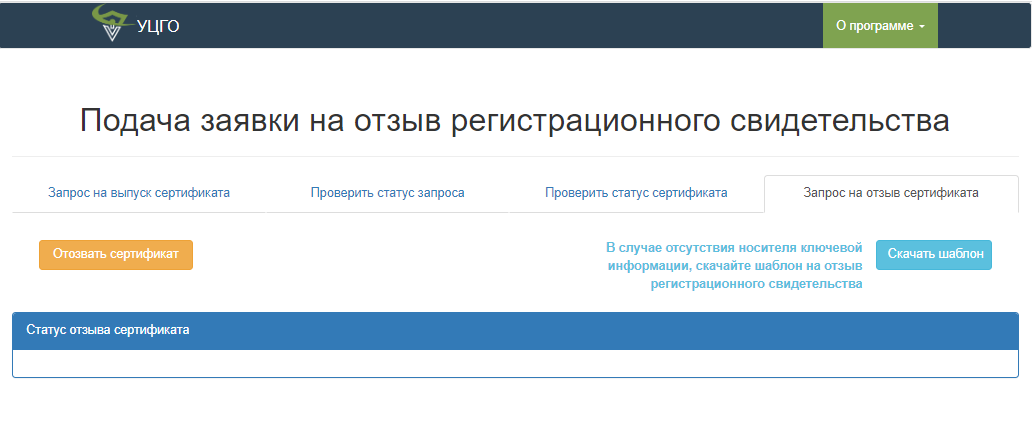 УЦГО
О программе
Подача заявки на отзыв регистрационного свидетельства
Запрос на выпуск сертификата
Проверить статус запроса
Проверить статус сертификата
Запрос на отзыв сертификата
Отозвать сертификат
В случае отсутствия носителя ключевой
информации, скачайте шаблон на отзыв
регистрационного свидетельства
Скачать шаблон
Статус отзыва сертификата